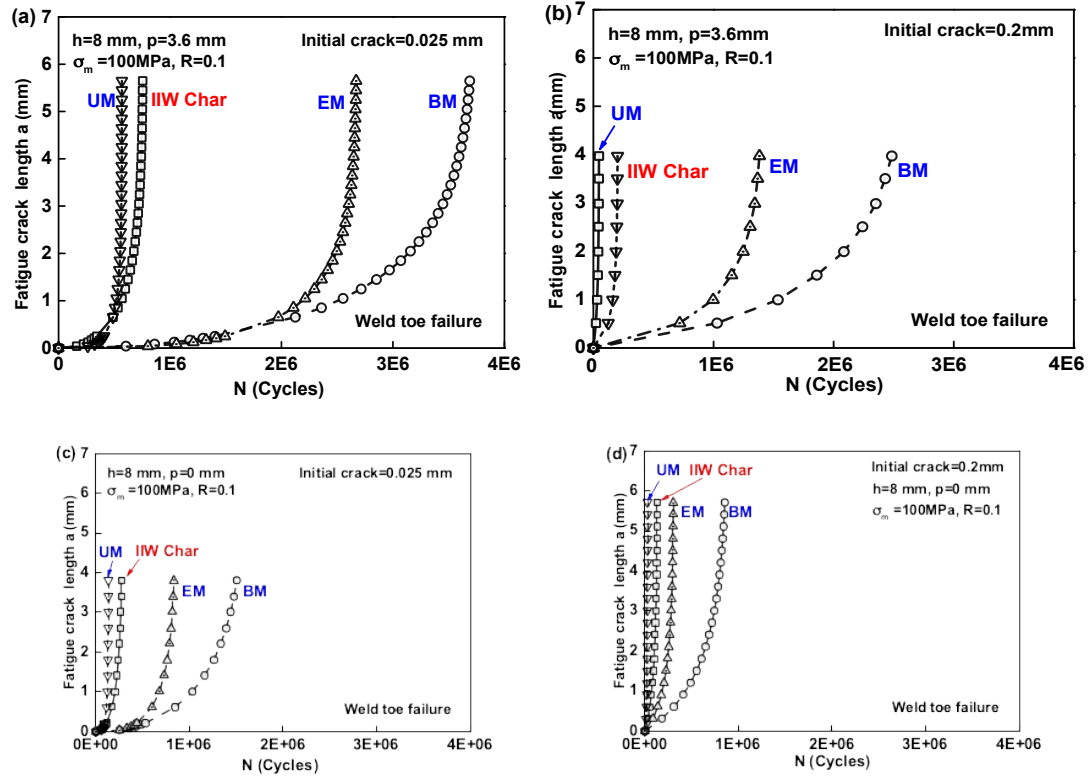 (a)
h=8 mm, p=3.6 mm
σm =100MPa, R=0.1
Initial crack=0.025 mm
UM
IIW Char
EM
BM
Weld toe failure
Fatigue crack length a (mm)
7
6
5
4
3
2
1
0
0
1E6
2E6
3E6
4E6
N (Cycles)
(b)
h=8 mm, p=3.6mm
σm =100MPa, R=0.1
Initial crack=0.2mm
UM
IIW Char
EM
BM
Weld toe failure
Fatigue crack length a(mm)
7
6
5
4
3
2
1
0
0
1E6
2E6
3E6
4E6
N (Cycles)
(c)
h=8 mm, p=0 mm
σm =100MPa, R=0.1
Initial crack=0.025 mm
UM
IIW Char
EM
BM
Weld toe failure
Fatigue crack length a (mm)
7
6
5
4
3
2
1
0
0E+00
1E+06
2E+06
3E+06
4E+06
N (Cycles)
(d)
Initial crack=0.2mm
h=8 mm, p=0 mm
σm =100MPa, R=0.1
UM
IIW Char
EM
BM
Weld toe failure
Fatigue crack length a (mm)
7
6
5
4
3
2
1
0
0E+00
1E+06
2E+06
3E+06
4E+06
N (Cycles)